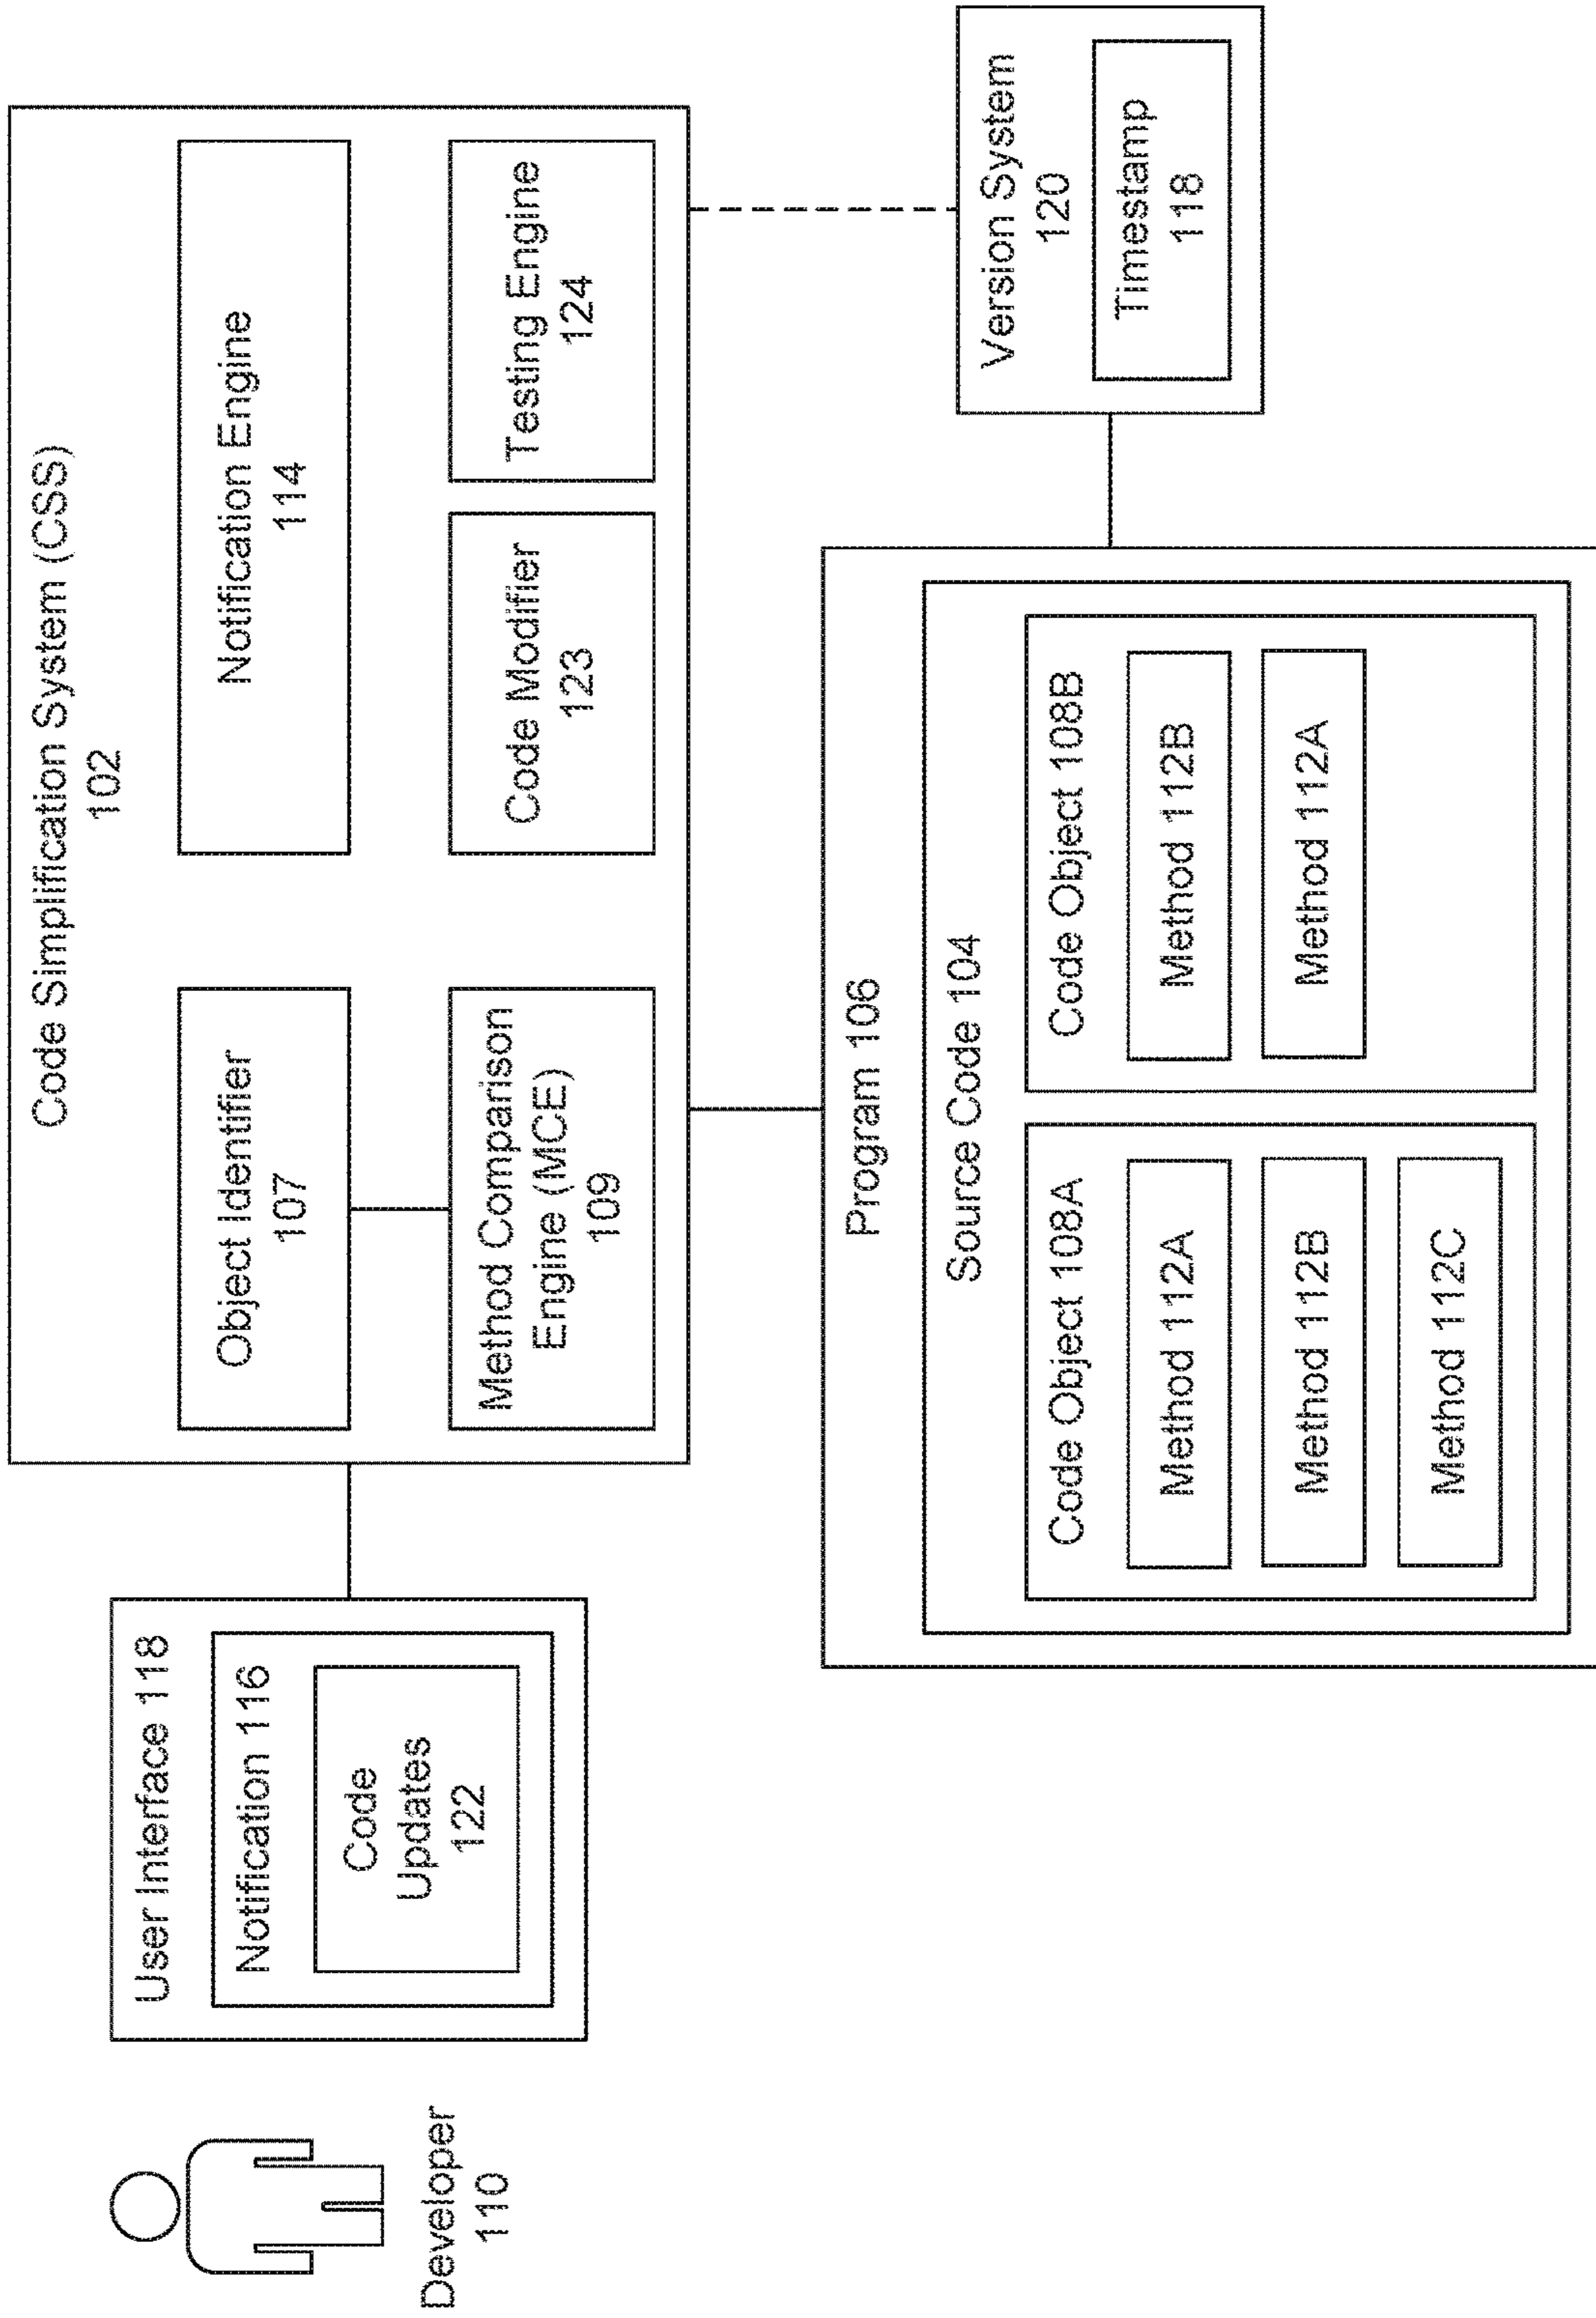 Developer
110
User Interface 118
Notification 116
Code
Updates
122
Code Simplification System (CSS)
102
Object Identifier
107
Notification Engine
114
Method Comparison
Engine (MCE)
109
Code Modifier
123
Testing Engine
124
Program 106
Source Code 104
Code Object 108A
Method 112A
Method 112B
Method 112C
Code Object 108B
Method 112B
Method 112A
Version System
120
Timestamp
118